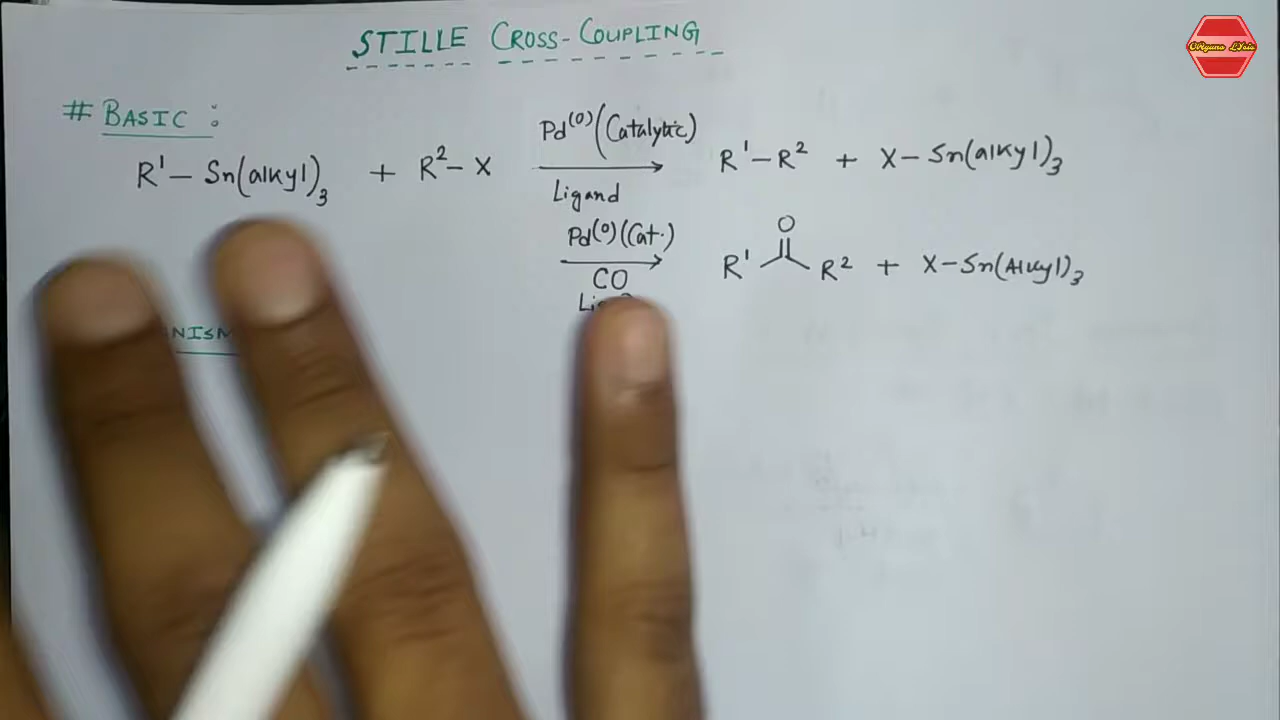 STILLE CROSS-COUPLING
# BASIC :
R¹ – Sn(alkyl)₃ + R² – X Pd⁽⁰⁾(Catalytic) Ligand R¹ – R² + X – Sn(alkyl)₃
Pd⁽⁰⁾(Cat.) CO R¹ O R² + X – Sn(Alkyl)₃